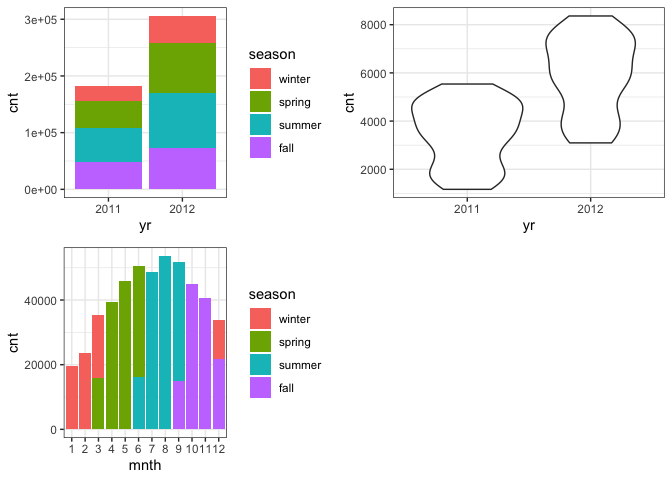 cnt
3e+05
2e+05
1e+05
0e+00
2011 2012
yr
season
winter
spring
summer
fall
cnt
8000
6000
4000
2000
2011 2012
yr
cnt
40000
20000
0
1 2 3 4 5 6 7 8 9 10 11 12
mnth
season
winter
spring
summer
fall